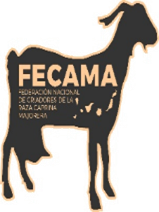 FECAMA
FEDERACIÓN NACIONAL
DE CRIADORES DE LA
RAZA CAPRINA
MAJORERA